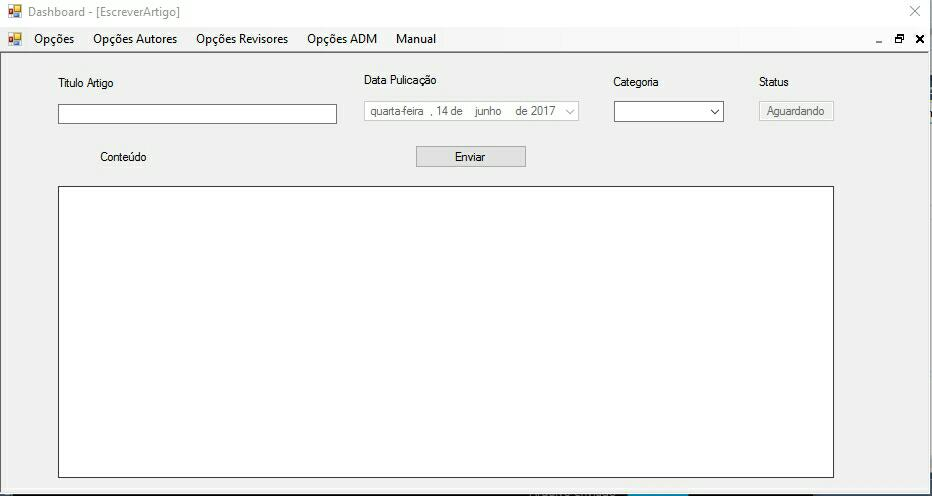 Dashboard - [EscreverArtigo]
Opções Opções Autores Opções Revisores Opções ADM Manual
Titulo Artigo Data Pulicação Categoria Status
quarta-feira , 14 de junho de 2017 Aguardando
Conteúdo Enviar